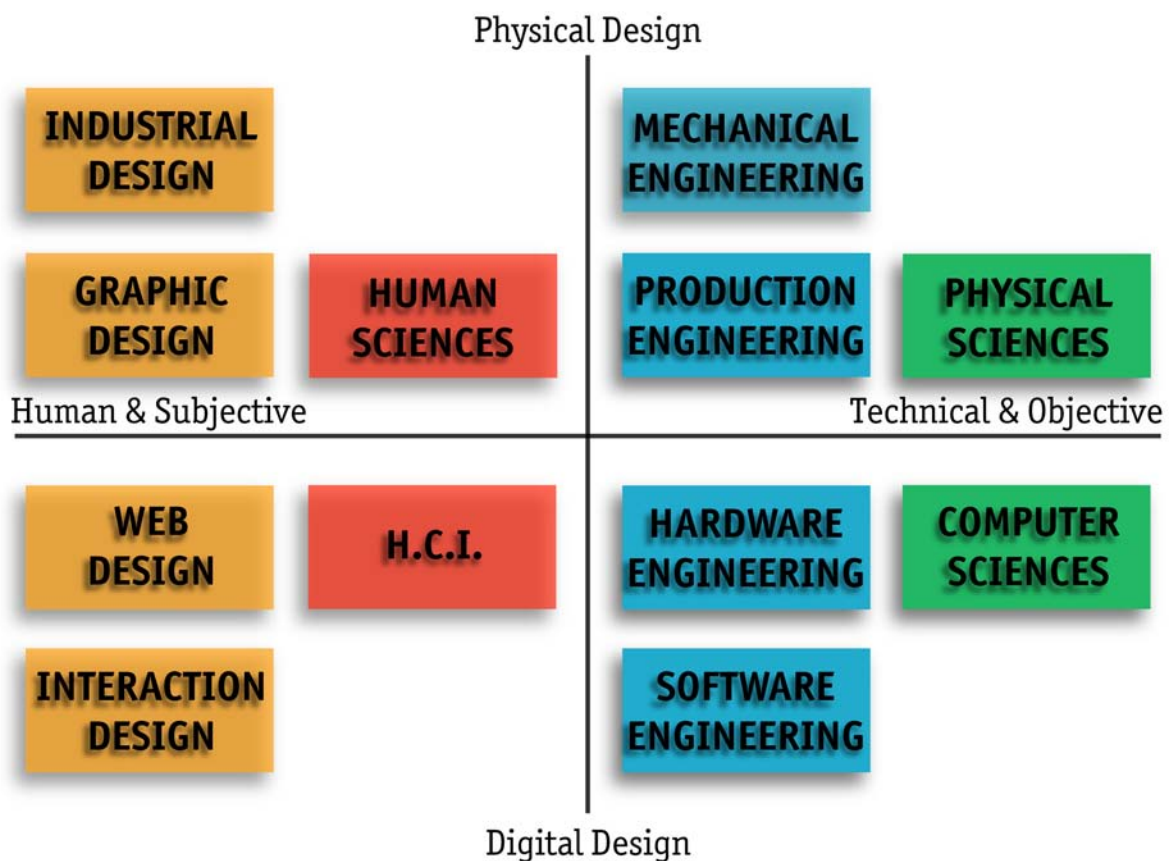 Physical Design
INDUSTRIAL
DESIGN
MECHANICAL
ENGINEERING
GRAPHIC
DESIGN
HUMAN
SCIENCES
PRODUCTION
ENGINEERING
PHYSICAL
SCIENCES
Human & Subjective
Technical & Objective
WEB
DESIGN
H.C.I.
HARDWARE
ENGINEERING
COMPUTER
SCIENCES
INTERACTION
DESIGN
SOFTWARE
ENGINEERING
Digital Design